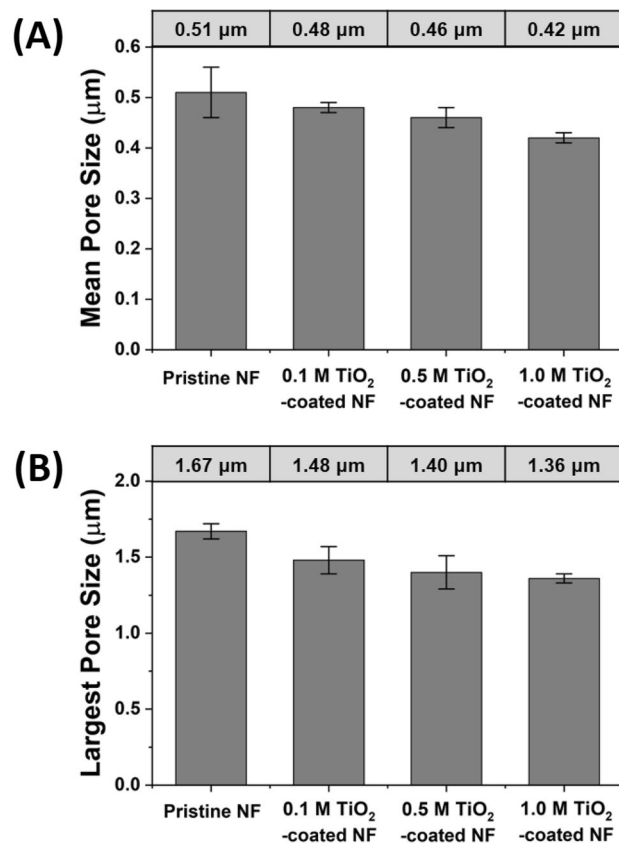 (A)
0.51 µm 0.48 µm 0.46 µm 0.42 µm
Mean Pore Size (µm)
0.6
0.5
0.4
0.3
0.2
0.1
0.0
Pristine NF 0.1 M TiO₂ 0.5 M TiO₂ 1.0 M TiO₂
-coated NF -coated NF -coated NF
(B)
1.67 µm 1.48 µm 1.40 µm 1.36 µm
Largest Pore Size (µm)
2.0
1.5
1.0
0.5
0.0
Pristine NF 0.1 M TiO₂ 0.5 M TiO₂ 1.0 M TiO₂
-coated NF -coated NF -coated NF